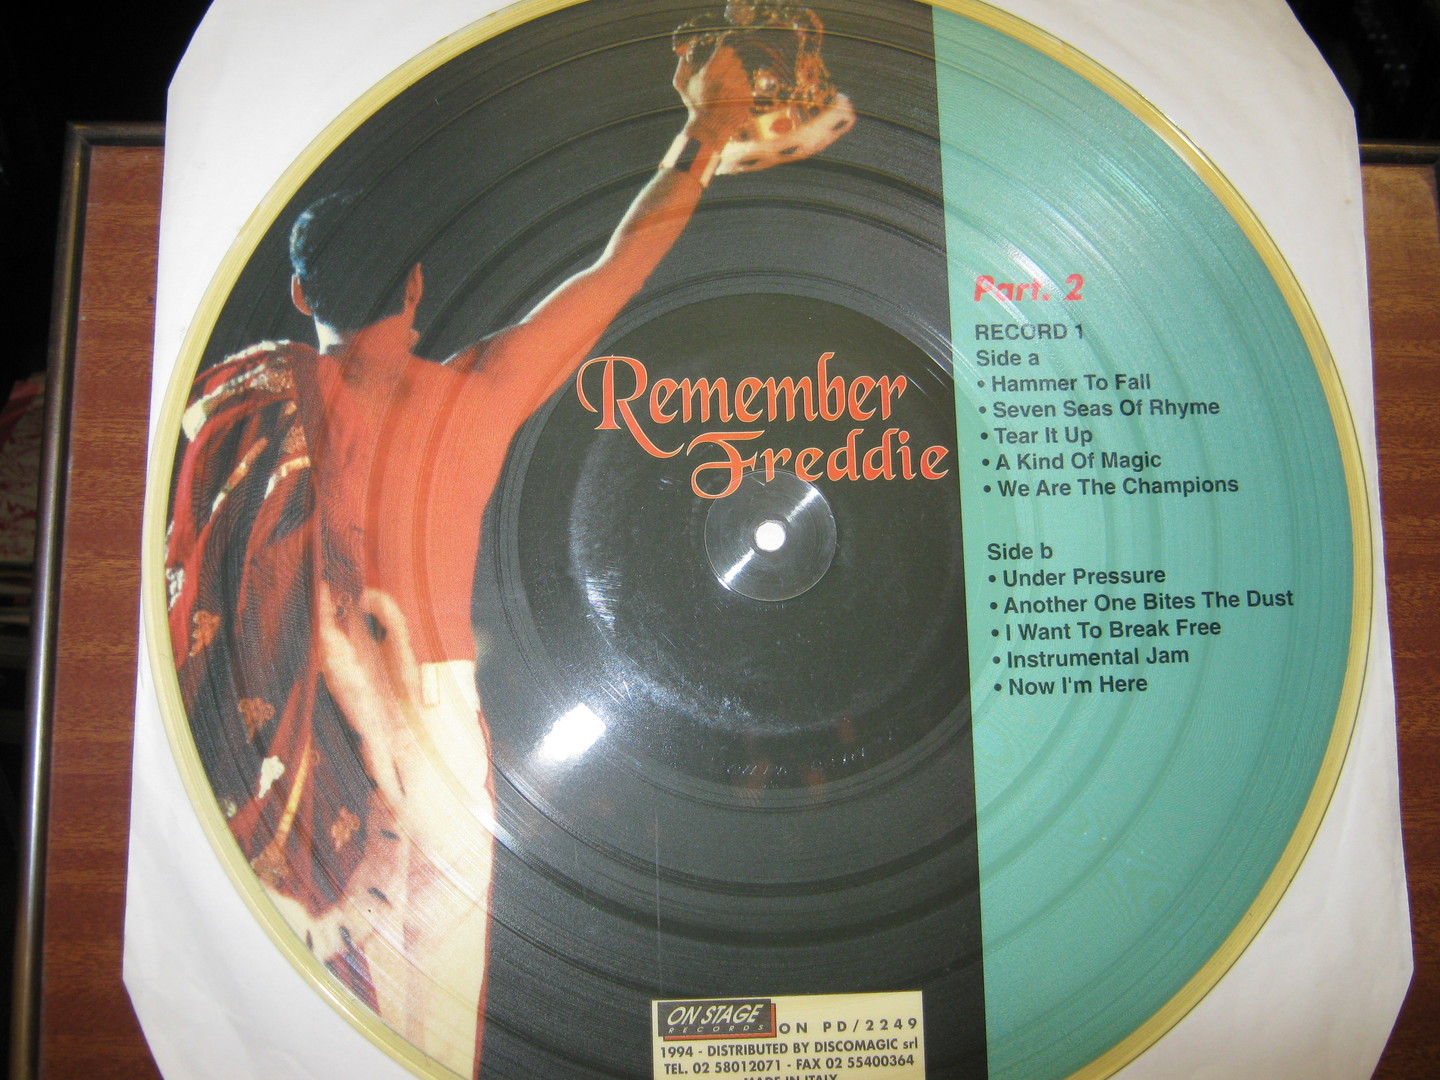 Remember
Freddie
Part. 2
RECORD 1
Side a
• Hammer To Fall
• Seven Seas Of Rhyme
• Tear It Up
• A Kind Of Magic
• We Are The Champions
Side b
• Under Pressure
• Another One Bites The Dust
• I Want To Break Free
• Instrumental Jam
• Now I'm Here
ON STAGE
RECORDS
ON PD/2249
1994 - DISTRIBUTED BY DISCOMAGIC srl
TEL. 02 58012071 - FAX 02 55400364
MADE IN ITALY